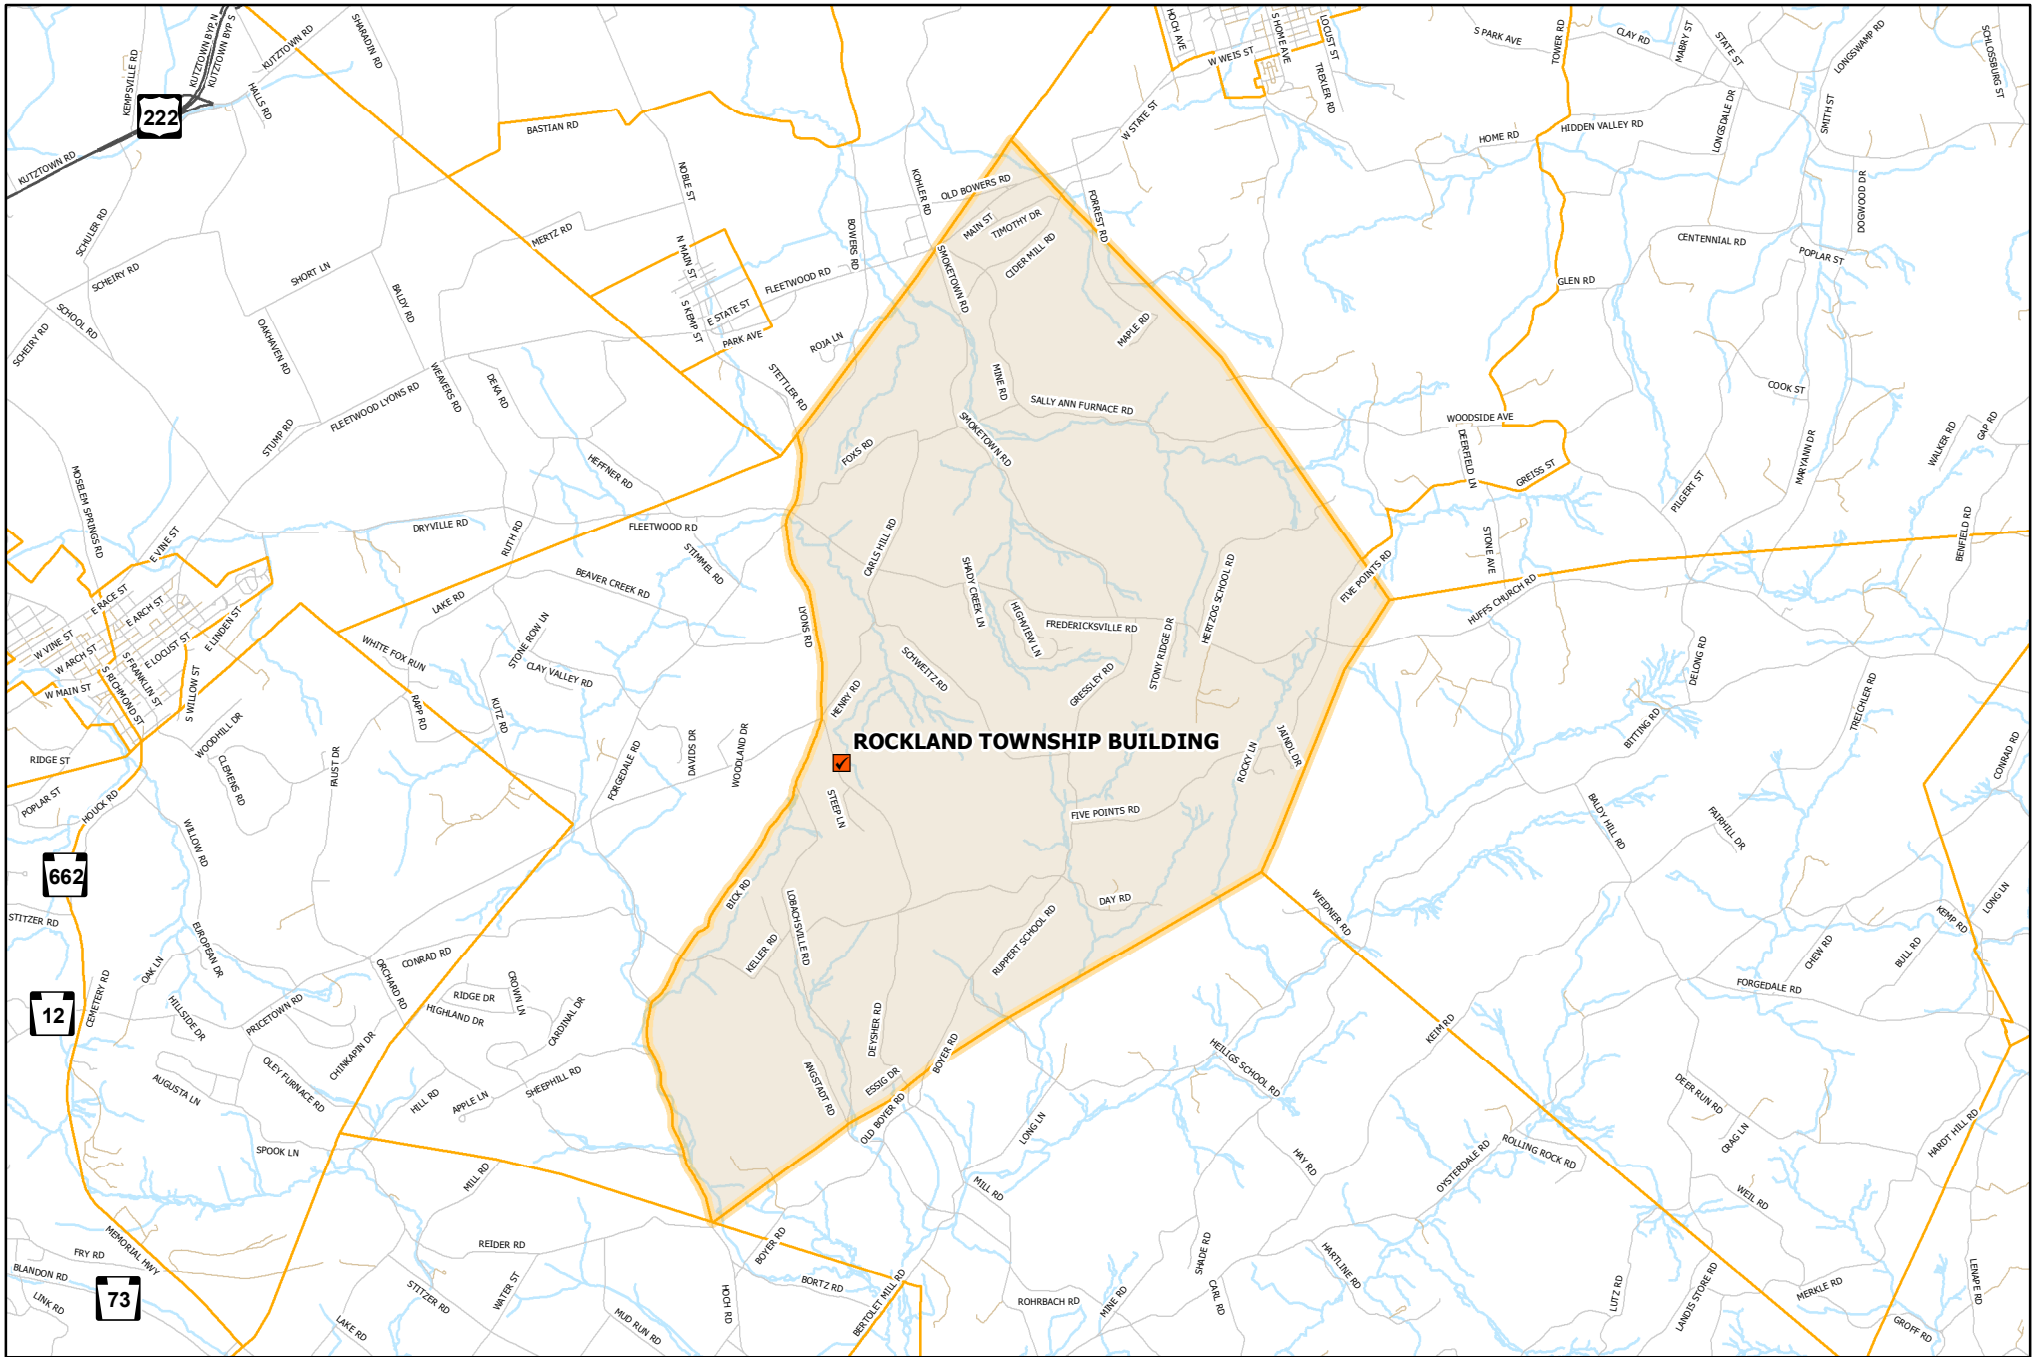 KEMPSVILLE RD
KUTZTOWN BYP N
KUTZTOWN BYP S
KUTZTOWN RD
SHARADIN RD
HALLS RD
222
KUTZTOWN RD
BASTIAN RD
HOCH AVE
W WEIS ST
S HOME AVE
LOCUST ST
TREXLER RD
W STATE ST
S PARK AVE
TOWER RD
CLAY RD
MABRY ST
STATE ST
LONGSWAMP RD
SCHLOSSBURG ST
LONGSDALE DR
SMITH ST
HOME RD
HIDDEN VALLEY RD
DOGWOOD DR
SCHULER RD
SCHEIRY RD
SCHOOL RD
SCHEIRY RD
SHORT LN
MERTZ RD
NOBLE ST
N MAIN ST
S KEMP ST
E STATE ST
PARK AVE
FLEETWOOD RD
ROJA LN
BOWERS RD
KOHLER RD
OLD BOWERS RD
MAIN ST
TIMOTHY DR
CIDER MILL RD
FORREST RD
SMOKETOWN RD
MAPLE RD
CENTENNIAL RD
POPLAR ST
GLEN RD
BALDY RD
OAKHAVEN RD
WEAVERS RD
DEKA RD
FLEETWOOD LYONS RD
STUMP RD
STETTLER RD
MINE RD
SALLY ANN FURNACE RD
SMOKETOWN RD
FOXS RD
COOK ST
WOODSIDE AVE
DEERFIELD LN
GREISS ST
PILGERT ST
MARYANN DR
WALKER RD
GAP RD
MOSELEM SPRINGS RD
HEFFNER RD
DRYVILLE RD
FLEETWOOD RD
RUTH RD
STIMMEL RD
BEAVER CREEK RD
LAKE RD
LYONS RD
CARLS HILL RD
SHADY CREEK LN
HIGHVIEW LN
FREDERICKSVILLE RD
STONY RIDGE DR
HERTZOG SCHOOL RD
FIVE POINTS RD
STONE AVE
HUFFS CHURCH RD
BENFIELD RD
E VINE ST
E RACE ST
E ARCH ST
E LOCUST ST
E LINDEN ST
W VINE ST
W ARCH ST
W MAIN ST
S FRANKLIN ST
S RICHMOND ST
S WILLOW ST
WHITE FOX RUN
STONE ROW LN
CLAY VALLEY RD
RAPP RD
KUTZ RD
HENRY RD
SCHWEITZ RD
GRESSLEY RD
DELONG RD
TREICHLER RD
BITTING RD
CONRAD RD
RIDGE ST
WOODHILL DR
CLEMENS RD
FAUST DR
FORGEDALE RD
DAVIDS DR
WOODLAND DR
ROCKLAND TOWNSHIP BUILDING
ROCKY LN
JAINDL DR
POPLAR ST
HOUCK RD
WILLOW RD
STEEP LN
FIVE POINTS RD
BALDY HILL RD
FAIRHILL DR
662
STITZER RD
BICK RD
LOBACHSVILLE RD
KELLER RD
DAY RD
RUPPERT SCHOOL RD
WEIDNER RD
CHEW RD
BULL RD
KEMP RD
LONG LN
FORGEDALE RD
EUROPEAN DR
OAK LN
CONRAD RD
ORCHARD RD
RIDGE DR
CROWN LN
HIGHLAND DR
CARDINAL DR
12
CEMETERY RD
HILLSIDE DR
PRICETOWN RD
CHINKAPIN DR
OLEY FURNACE RD
AUGUSTA LN
HILL RD
APPLE LN
SHEEPHILL RD
DEYSHER RD
BOYER RD
ESSIG DR
ANGSTADT RD
OLD BOYER RD
LONG LN
HEILIGS SCHOOL RD
KEIM RD
DEER RUN RD
CRAG LN
HARDT HILL RD
SPOOK LN
MILL RD
MILL RD
HAY RD
OYSTERDALE RD
ROLLING ROCK RD
WEIL RD
MEMORIAL HWY
FRY RD
BLANDON RD
LINK RD
73
REIDER RD
STITZER RD
WATER ST
LAKE RD
MUD RUN RD
HOCH RD
BOYER RD
BORTZ RD
BERTOLET MILL RD
ROHRBACH RD
MINE RD
SHADE RD
CARL RD
HARTLINE RD
LUTZ RD
LANDIS STORE RD
MERKLE RD
LENAPE RD
GROFF RD